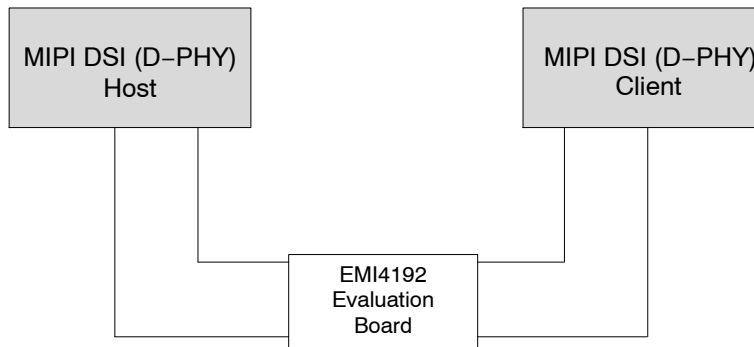 MIPI DSI (D−PHY)
Host
MIPI DSI (D−PHY)
Client
EMI4192
Evaluation
Board